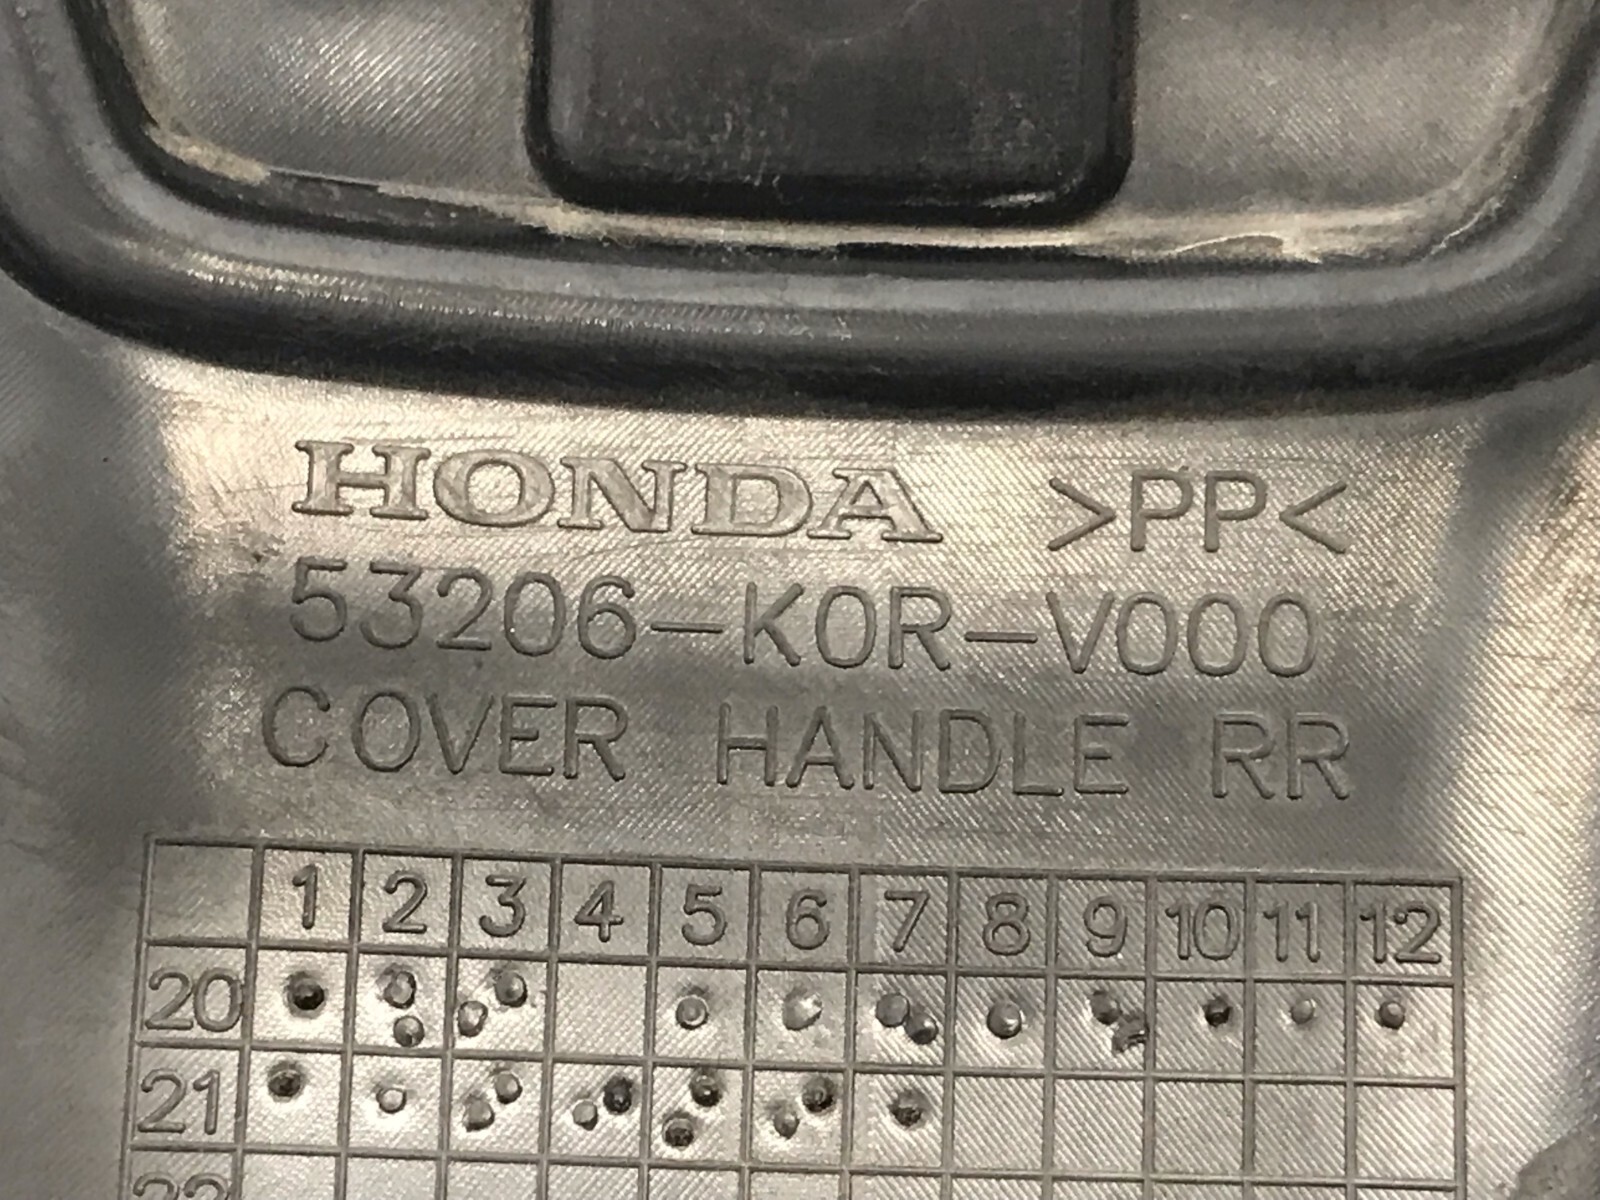 HONDA >PP<
53206-K0R-V000
COVER HANDLE RR
1 2 3 4 5 6 7 8 9 10 11 12
20
21
22